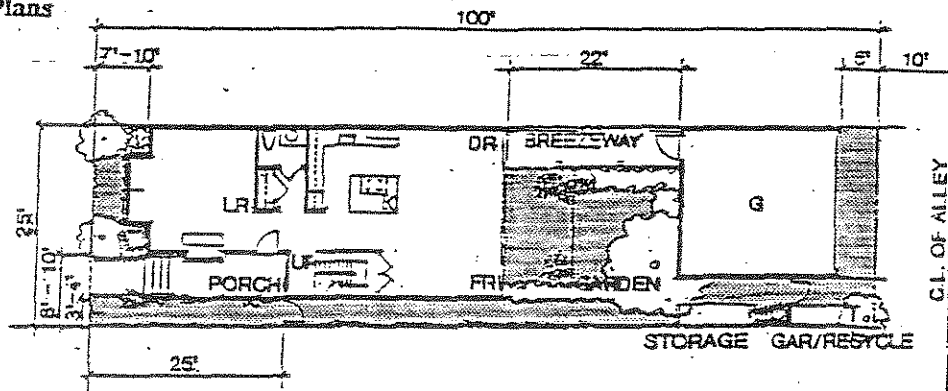 Plans
100'
7'-10"
22'
5'
10'
DR BREEZEWAY
LR
G
25'
8'-10"
3'-4"
UP
PORCH
FR GARDEN
C.L. OF ALLEY
STORAGE GAR/RECYCLE
25'